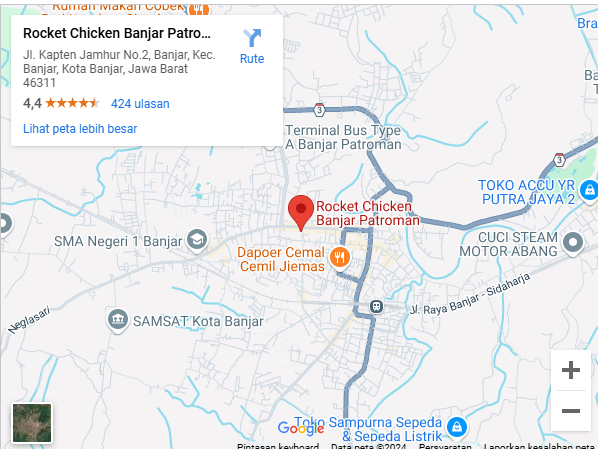 Rumah Makan Cobek
Rocket Chicken Banjar Patro...
Jl. Kapten Jamhur No.2, Banjar, Kec.
Banjar, Kota Banjar, Jawa Barat
46311
4,4
424 ulasan
Lihat peta lebih besar
Rute
Bra
3
Terminal Bus Type
A Banjar Patroman
3
TOKO ACCU YR
PUTRA JAYA 2
Rocket Chicken
Banjar Patroman
SMA Negeri 1 Banjar
CUCI STEAM
MOTOR ABANG
Dapoer Cemal
Cemil Jiemas
Jl. Raya Banjar - Sidaharja
Neglasari
SAMSAT Kota Banjar
Google
Toko Sampurna Sepeda
& Sepeda Listrik
Pintasan keyboard
Data peta ©2024
Persyaratan
Laporkan kesalahan peta